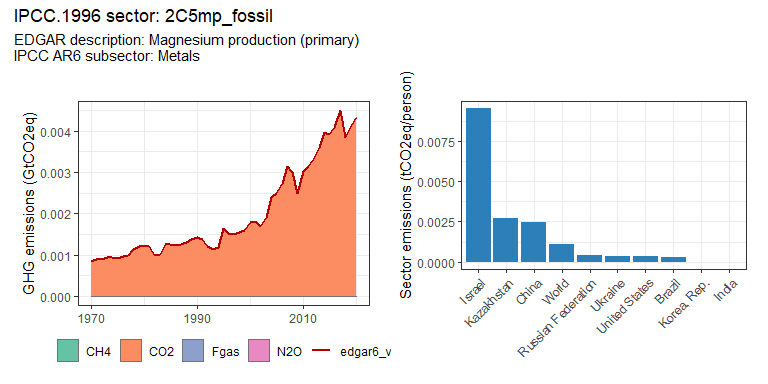 IPCC.1996 sector: 2C5mp_fossil
EDGAR description: Magnesium production (primary)
IPCC AR6 subsector: Metals
GHG emissions (GtCO2eq)
0.004
0.003
0.002
0.001
0.000
1970
1990
2010
CH4
CO2
Fgas
N2O
edgar6_v
Sector emissions (tCO2eq/person)
0.0075
0.0050
0.0025
0.0000
Israel
Kazakhstan
China
World
Russian Federation
Ukraine
United States
Brazil
Korea, Rep.
India